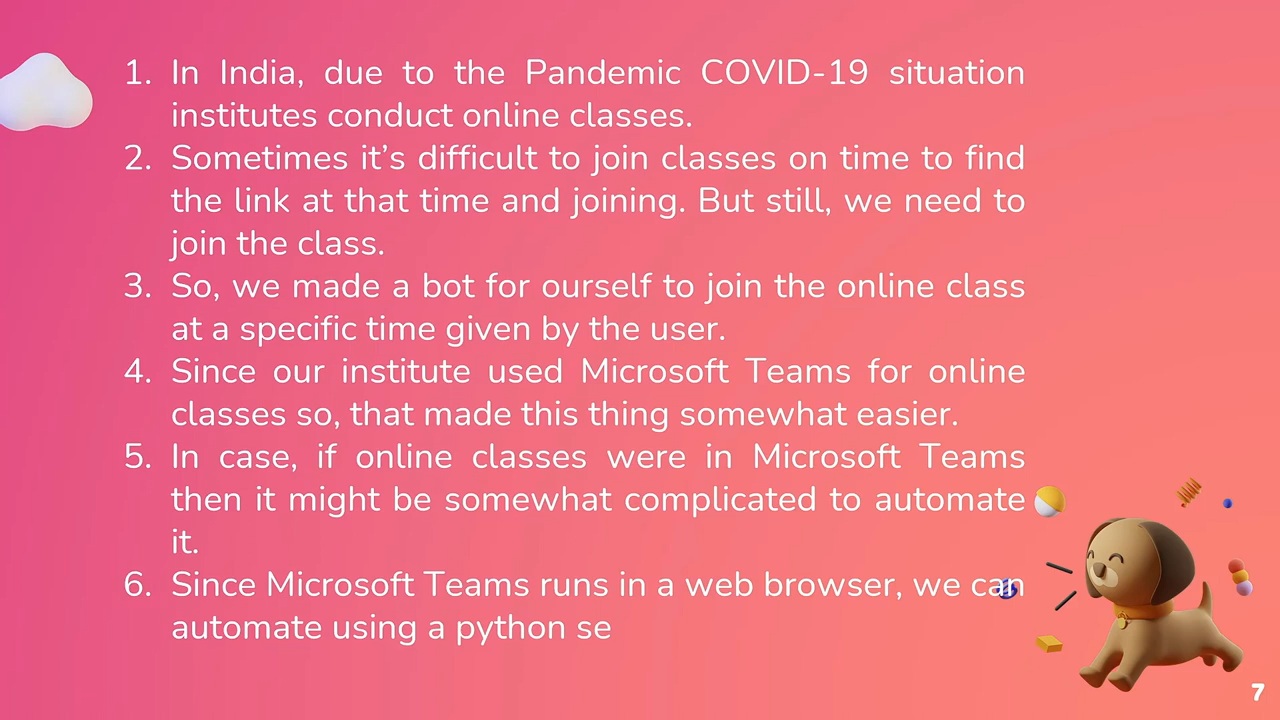 1. In India, due to the Pandemic COVID-19 situation
institutes conduct online classes.
2. Sometimes it’s difficult to join classes on time to find
the link at that time and joining. But still, we need to
join the class.
3. So, we made a bot for ourself to join the online class
at a specific time given by the user.
4. Since our institute used Microsoft Teams for online
classes so, that made this thing somewhat easier.
5. In case, if online classes were in Microsoft Teams
then it might be somewhat complicated to automate
it.
6. Since Microsoft Teams runs in a web browser, we can
automate using a python se
7